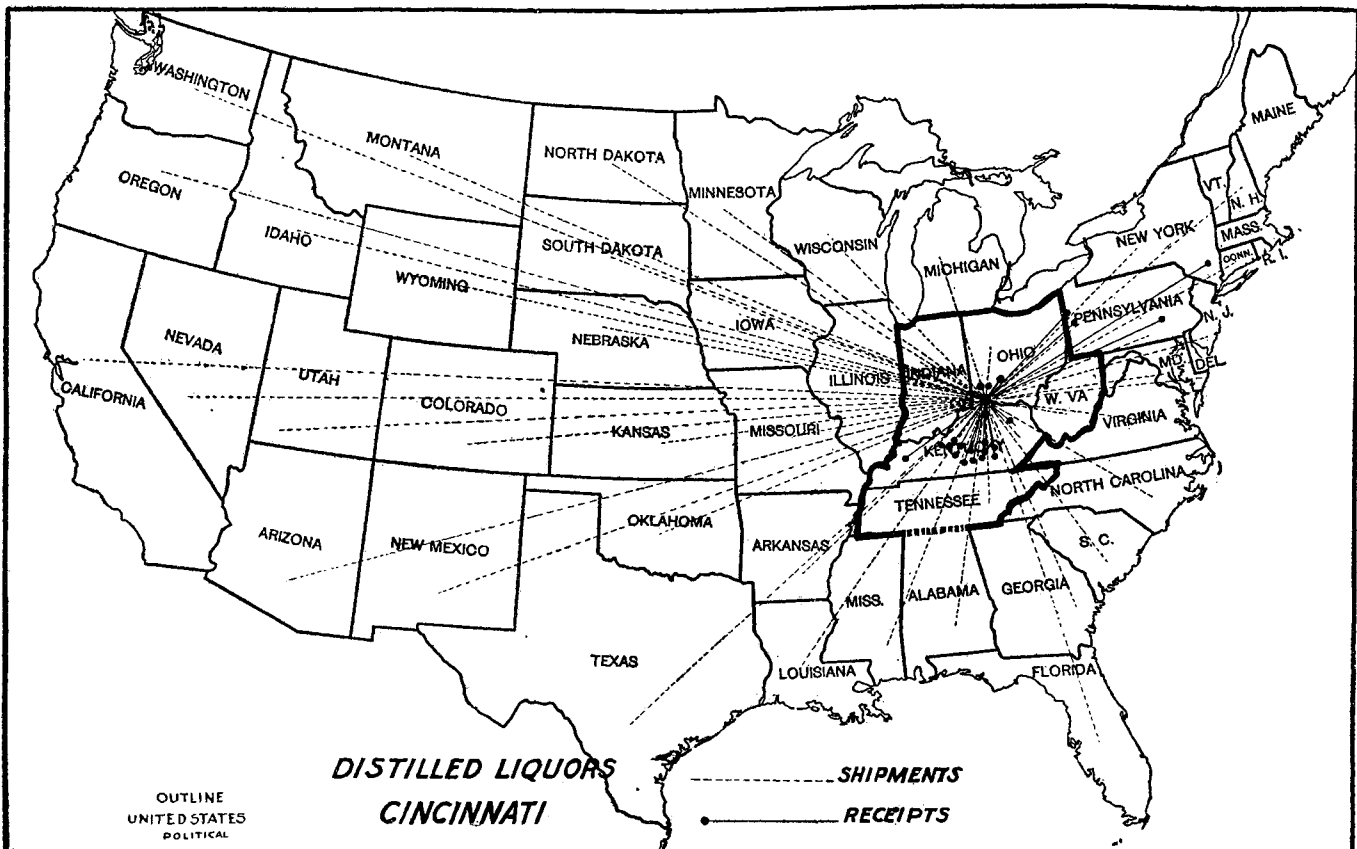 WASHINGTON
MONTANA
NORTH DAKOTA
MINNESOTA
MAINE
OREGON
IDAHO
SOUTH DAKOTA
WISCONSIN
MICHIGAN
NEW YORK
VT.
N. H.
MASS.
CONN.
R. I.
WYOMING
NEBRASKA
IOWA
PENNSYLVANIA
N. J.
NEVADA
UTAH
COLORADO
KANSAS
MISSOURI
ILLINOIS
INDIANA
OHIO
W. VA
MD.
DEL.
VIRGINIA
CALIFORNIA
KENTUCKY
TENNESSEE
NORTH CAROLINA
ARIZONA
NEW MEXICO
OKLAHOMA
ARKANSAS
S. C.
MISS.
ALABAMA
GEORGIA
TEXAS
LOUISIANA
FLORIDA
DISTILLED LIQUORS
CINCINNATI
SHIPMENTS
RECEIPTS
OUTLINE
UNITED STATES
POLITICAL